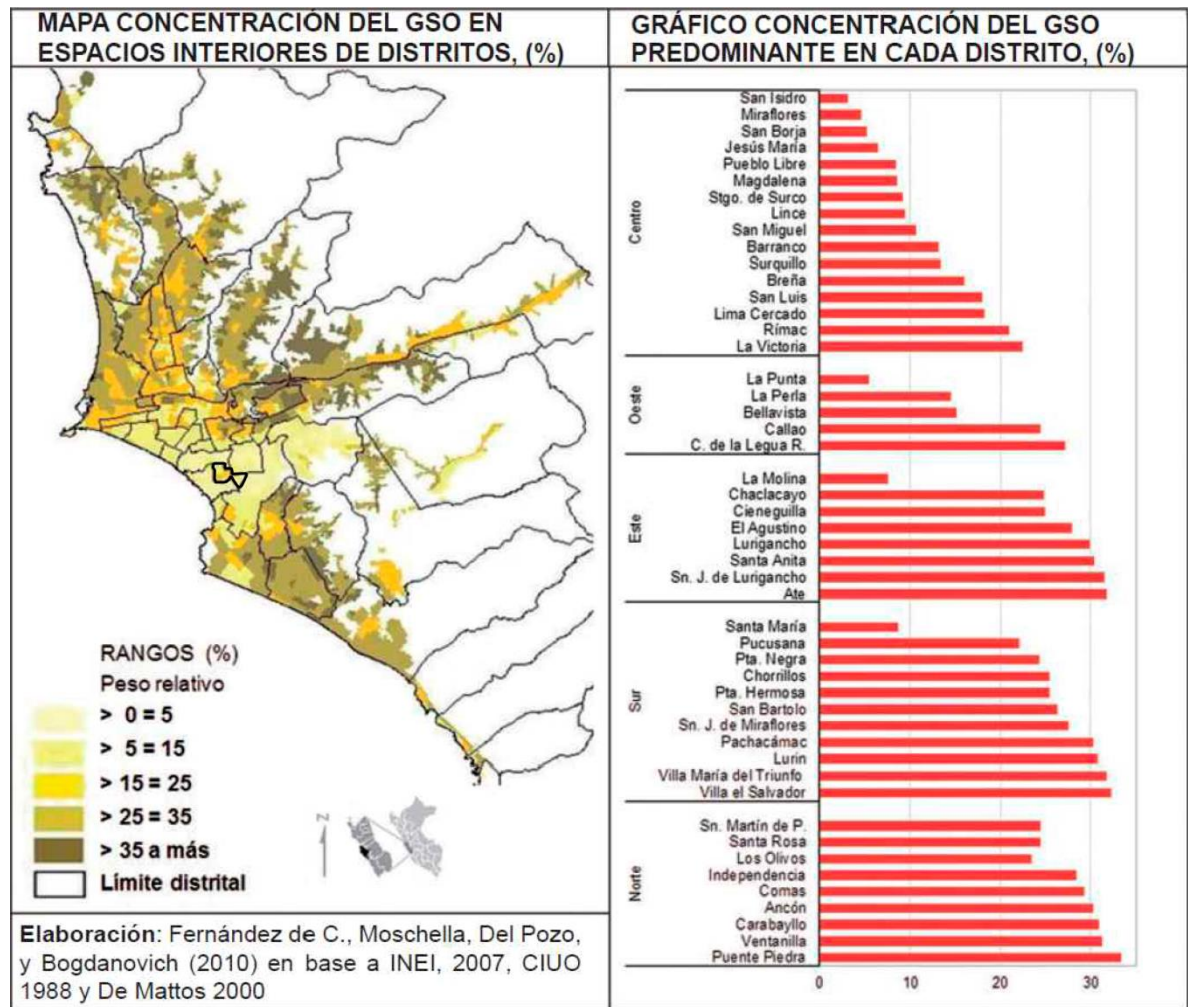 MAPA CONCENTRACIÓN DEL GSO EN
ESPACIOS INTERIORES DE DISTRITOS, (%)
RANGOS (%)
Peso relativo
> 0 = 5
> 5 = 15
> 15 = 25
> 25 = 35
> 35 a más
Límite distrital
N
Elaboración: Fernández de C., Moschella, Del Pozo,
y Bogdanovich (2010) en base a INEI, 2007, CIUO
1988 y De Mattos 2000
GRÁFICO CONCENTRACIÓN DEL GSO
PREDOMINANTE EN CADA DISTRITO, (%)
Centro
San Isidro
Miraflores
San Borja
Jesús María
Pueblo Libre
Magdalena
Stgo. de Surco
Lince
San Miguel
Barranco
Surquillo
Breña
San Luis
Lima Cercado
Rímac
La Victoria
Oeste
La Punta
La Perla
Bellavista
Callao
C. de la Legua R.
Este
La Molina
Chaclacayo
Cieneguilla
El Agustino
Lurigancho
Santa Anita
Sn. J. de Lurigancho
Ate
Sur
Santa María
Pucusana
Pta. Negra
Chorrillos
Pta. Hermosa
San Bartolo
Sn. J. de Miraflores
Pachacámac
Lurin
Villa María del Triunfo
Villa el Salvador
Norte
Sn. Martín de P.
Santa Rosa
Los Olivos
Independencia
Comas
Ancón
Carabayllo
Ventanilla
Puente Piedra
0 10 20 30